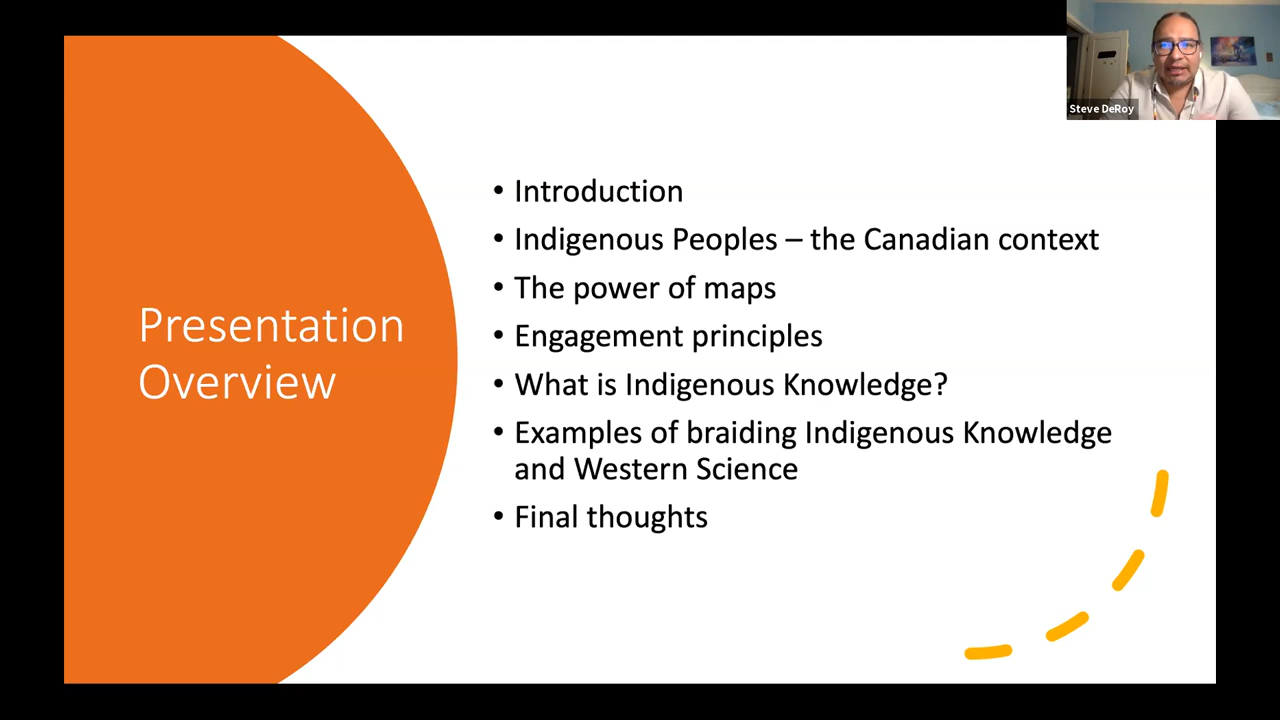 Steve DeRoy
Presentation
Overview
• Introduction
• Indigenous Peoples – the Canadian context
• The power of maps
• Engagement principles
• What is Indigenous Knowledge?
• Examples of braiding Indigenous Knowledge
and Western Science
• Final thoughts